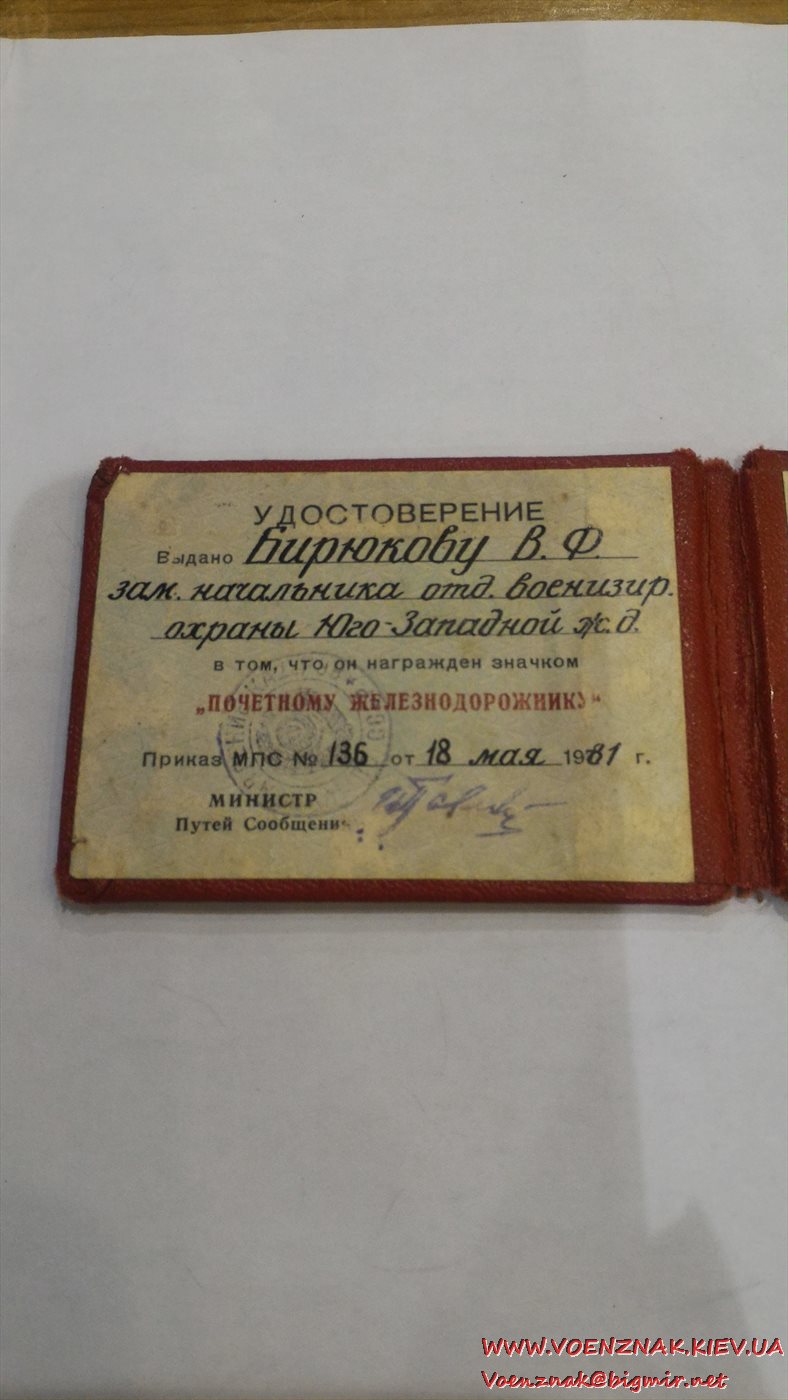 УДОСТОВЕРЕНИЕ
Выдано Бирюкову В. Ф.
зам. начальника отд. военизир.
охраны Юго-Западной ж. д.
в том, что он награжден значком
„ПОЧЕТНОМУ ЖЕЛЕЗНОДОРОЖНИКУ“
Приказ МПС № 136 от 18 мая 1981 г.
МИНИСТР
Путей Сообщения
WWW.VOENZNAK.KIEV.UA
Voenznak@bigmir.net